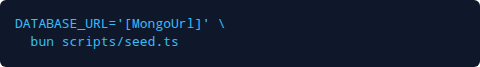 DATABASE_URL='[MongoUrl]' \
bun scripts/seed.ts